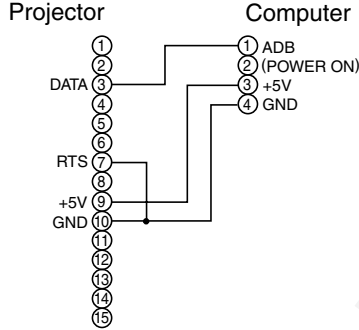 Projector Computer
1 1 ADB
2 2 (POWER ON)
DATA 3 3 +5V
4 4 GND
5
6
RTS 7
8
+5V 9
GND 10
11
12
13
14
15